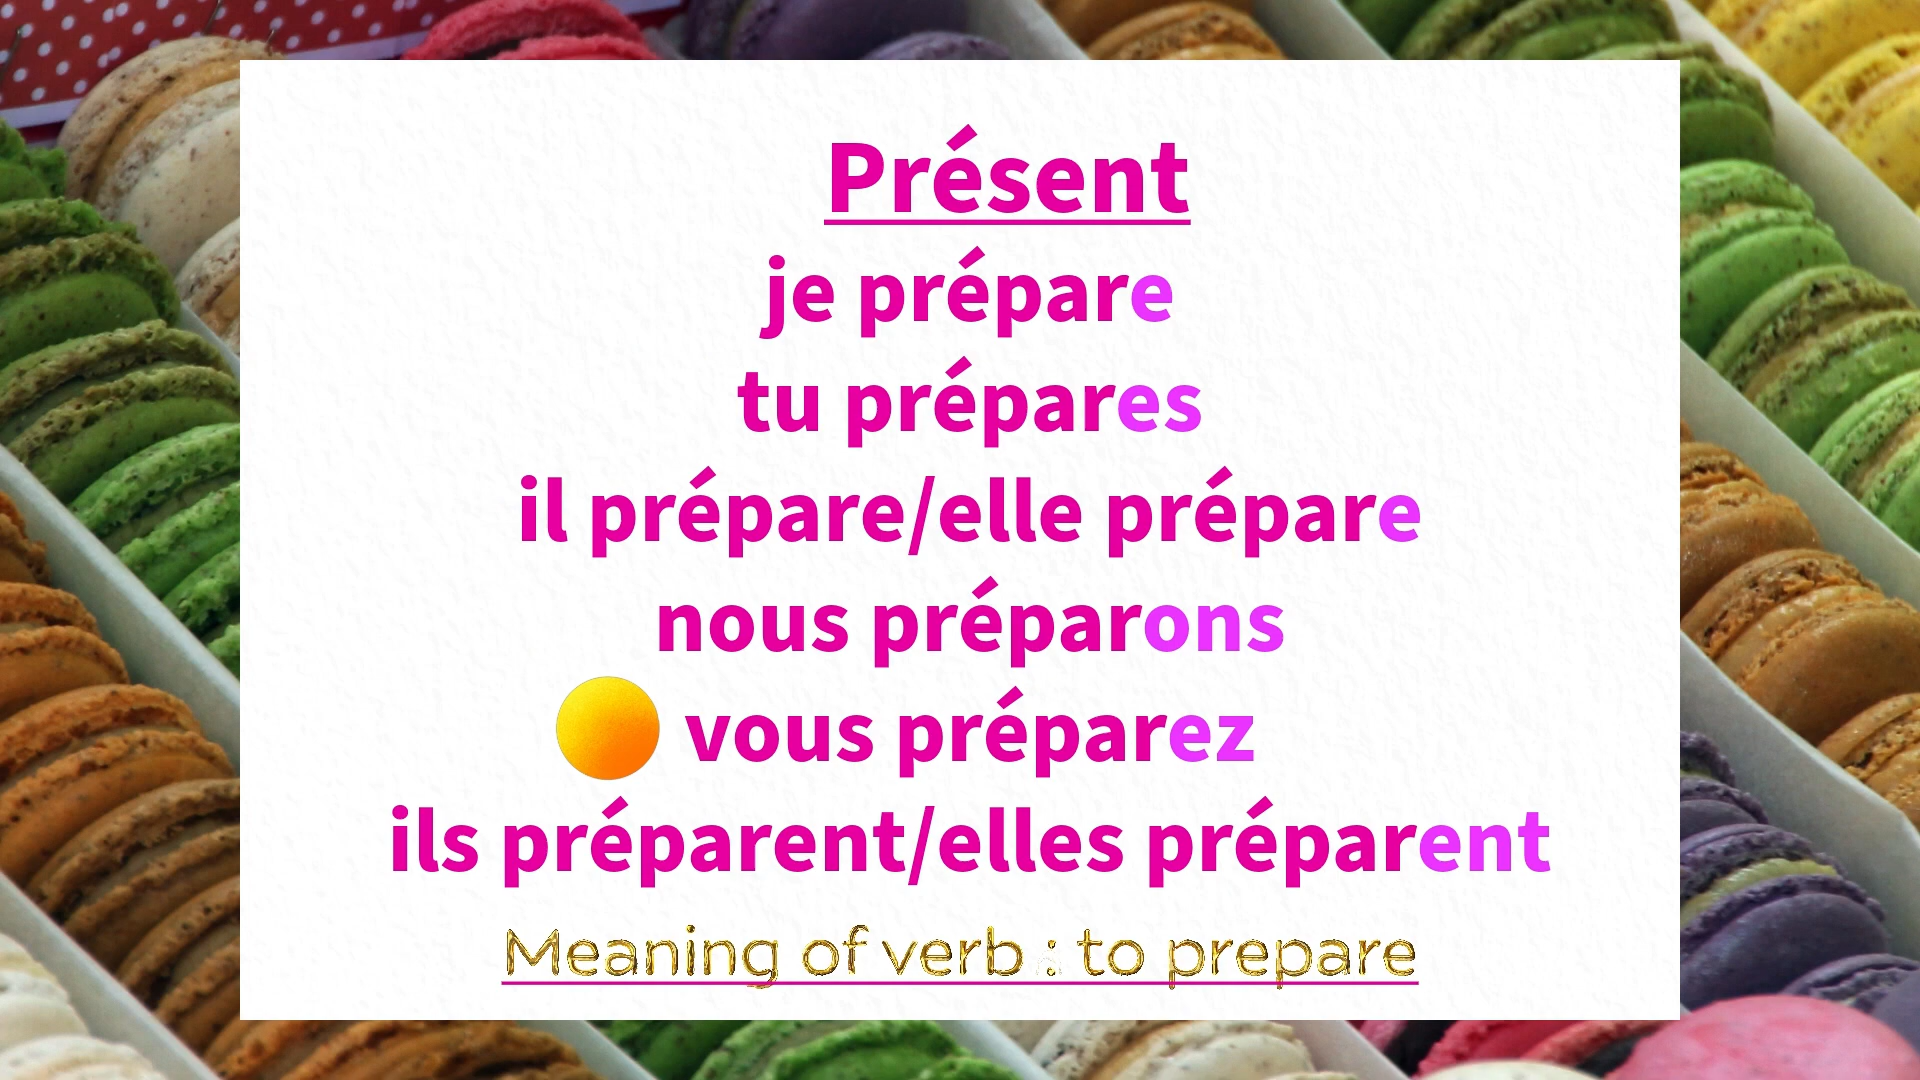 Présent
je prépare
tu prépares
il prépare/elle prépare
nous préparons
vous préparez
ils préparent/elles préparent
Meaning of verb : to prepare